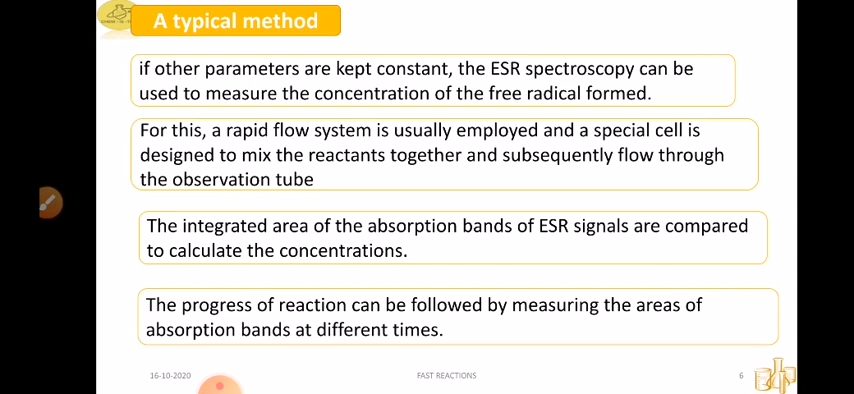 A typical method
if other parameters are kept constant, the ESR spectroscopy can be
used to measure the concentration of the free radical formed.
For this, a rapid flow system is usually employed and a special cell is
designed to mix the reactants together and subsequently flow through
the observation tube
The integrated area of the absorption bands of ESR signals are compared
to calculate the concentrations.
The progress of reaction can be followed by measuring the areas of
absorption bands at different times.
16-10-2020
FAST REACTIONS
6